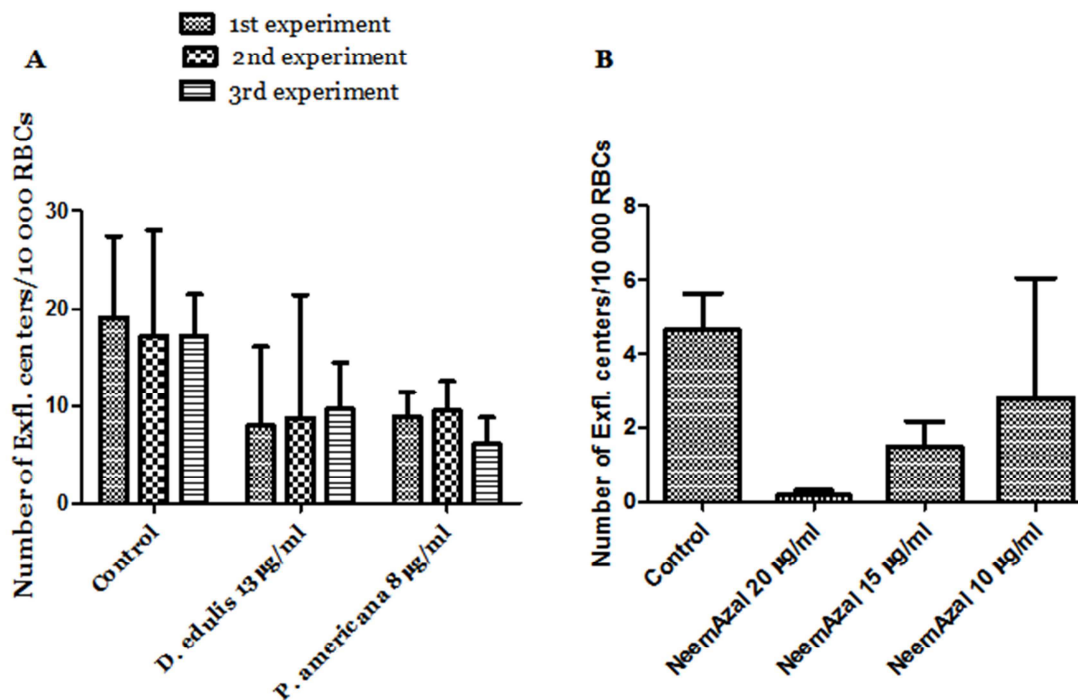 1st experiment
2nd experiment
3rd experiment
A
Number of Exfl. centers/10 000 RBCs
30
20
10
0
Control
D. edulis 13 µg/ml
P. americana 8 µg/ml
B
Number of Exfl. centers/10 000 RBCs
8
6
4
2
0
Control
NeemAzal 20 µg/ml
NeemAzal 15 µg/ml
NeemAzal 10 µg/ml